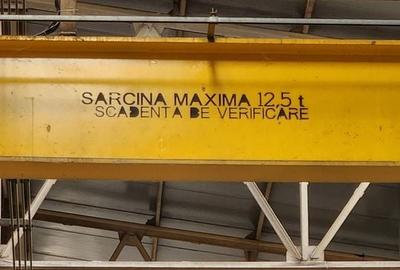 SARCINA MAXIMA 12,5 t
SCADENTA DE VERIFICARE